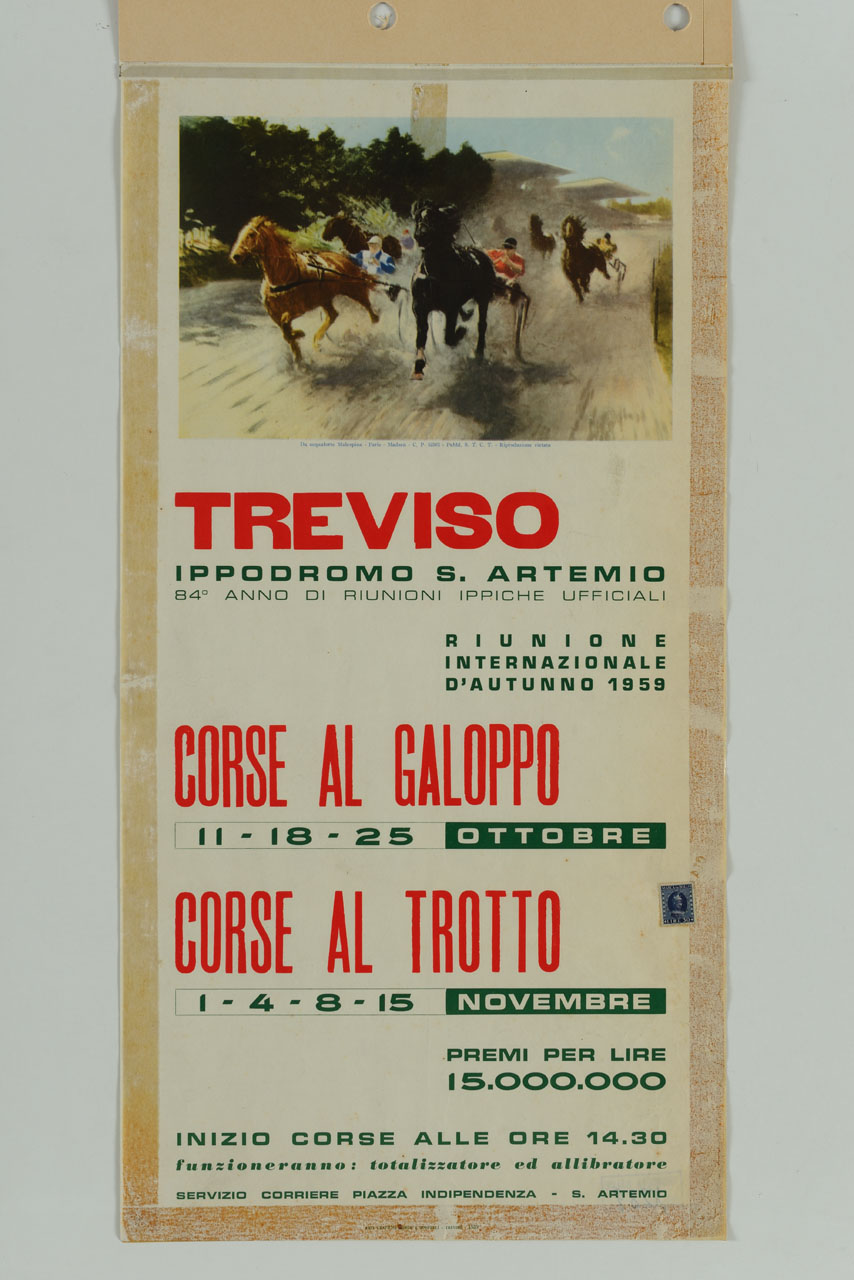 TREVISO
IPPODROMO S. ARTEMIO
84º ANNO DI RIUNIONI IPPICHE UFFICIALI
RIUNIONE
INTERNAZIONALE
D'AUTUNNO 1959
CORSE AL GALOPPO
11 - 18 - 25 OTTOBRE
CORSE AL TROTTO
1 - 4 - 8 - 15 NOVEMBRE
PREMI PER LIRE
15.000.000
INIZIO CORSE ALLE ORE 14.30
funzioneranno: totalizzatore ed allibratore
SERVIZIO CORRIERE PIAZZA INDIPENDENZA - S. ARTEMIO